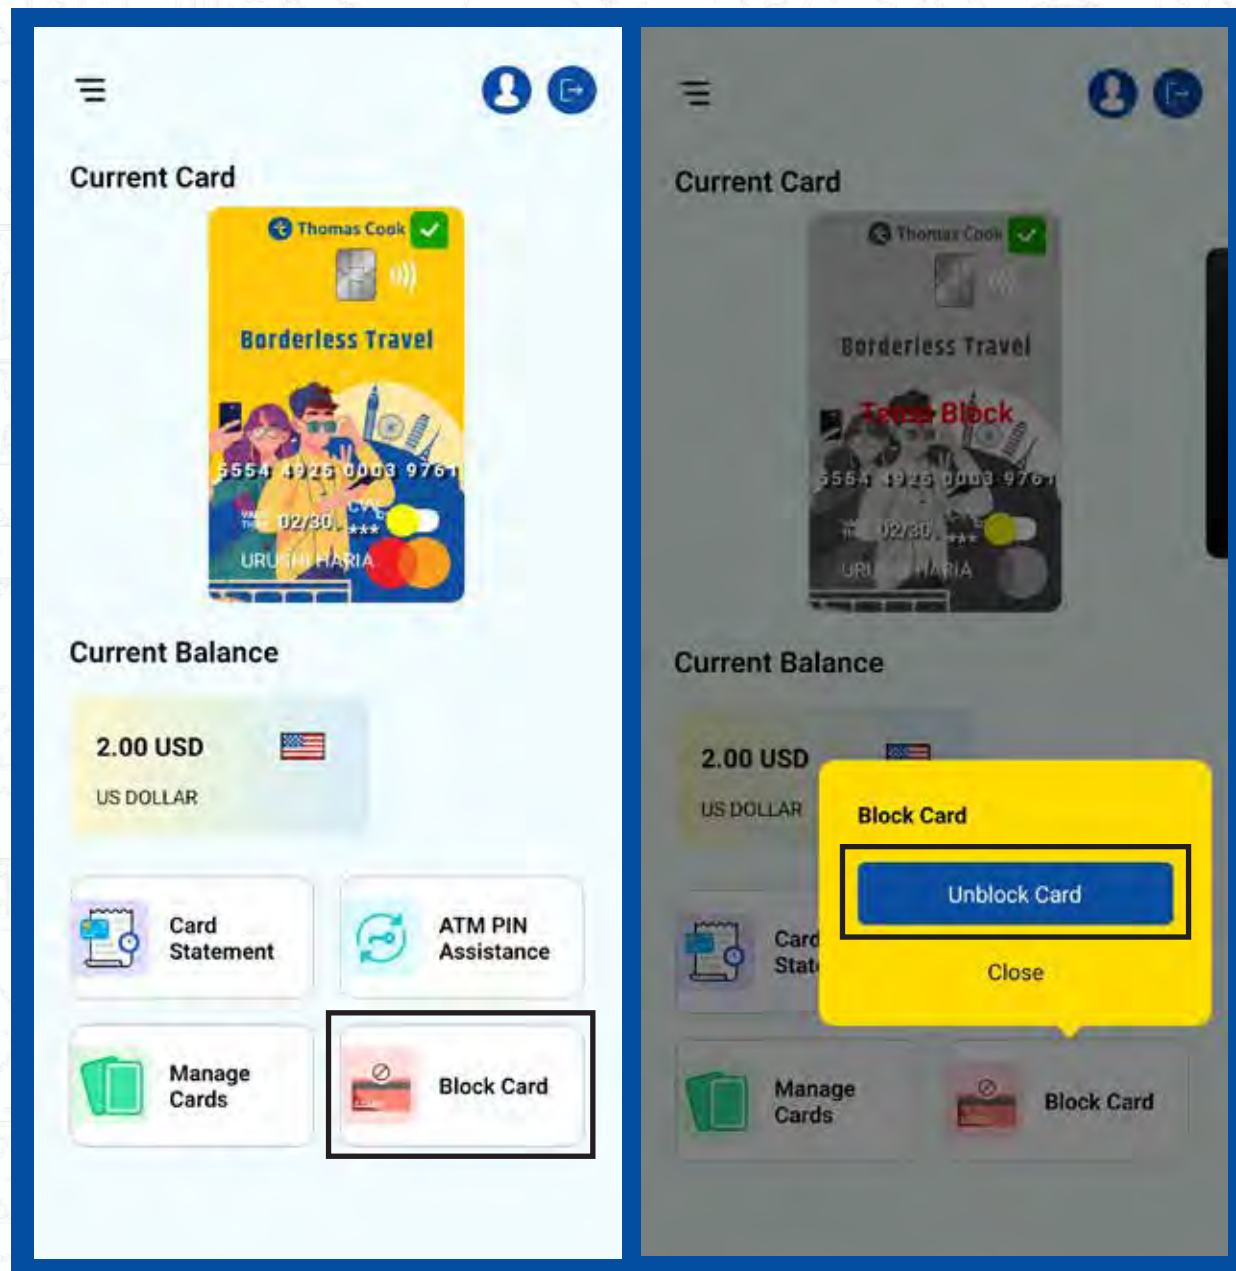 Current Card
Thomas Cook
Borderless Travel
5554 4925 0003 9761
02/30
***
URUSHI HARIA
Current Balance
2.00 USD
US DOLLAR
Card
Statement
ATM PIN
Assistance
Manage
Cards
Block Card
Current Card
Thomas Cook
Borderless Travel
Temp Block
5554 4925 0003 9761
02/30
***
URUSHI HARIA
Current Balance
2.00 USD
US DOLLAR
Block Card
Unblock Card
Close
Card
Manage
Cards
Block Card